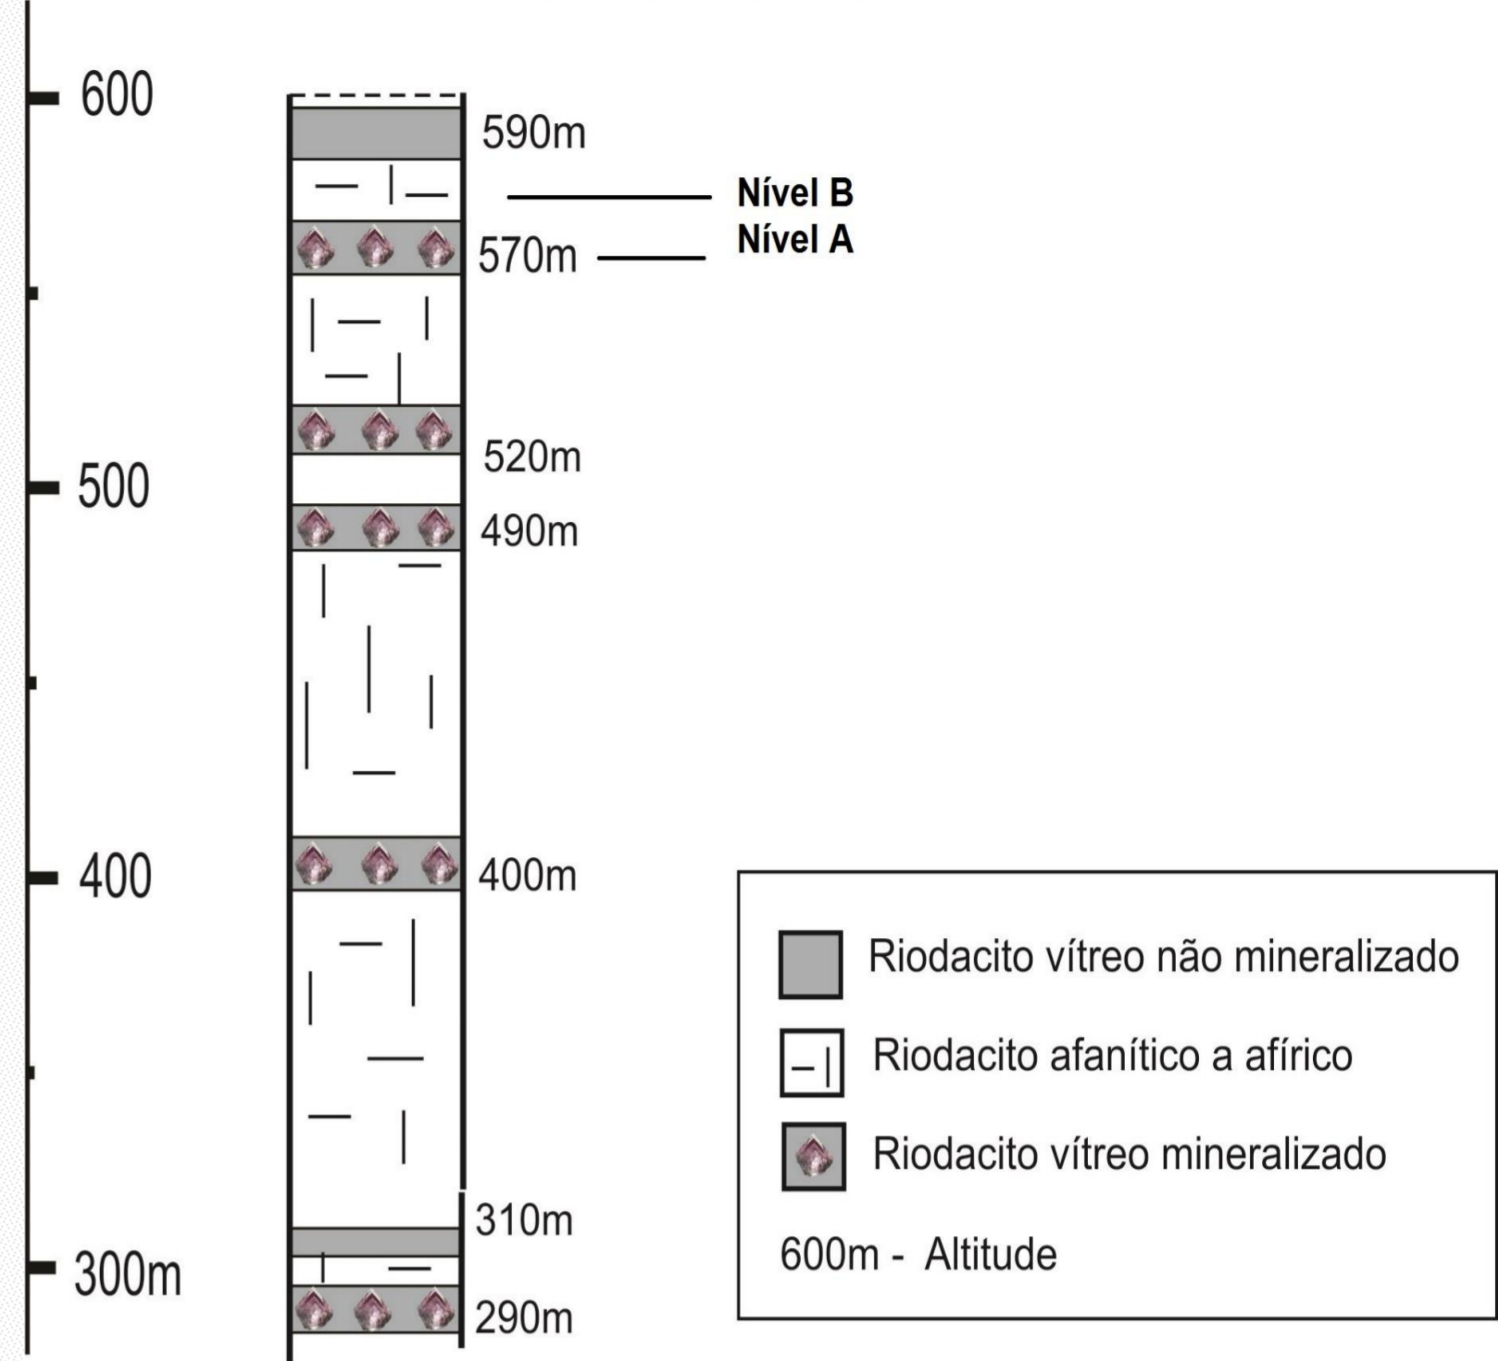 600
590m
Nível B
Nível A
570m
520m
500
490m
400
400m
310m
300m
290m
Riodacito vítreo não mineralizado
Riodacito afanítico a afírico
Riodacito vítreo mineralizado
600m - Altitude